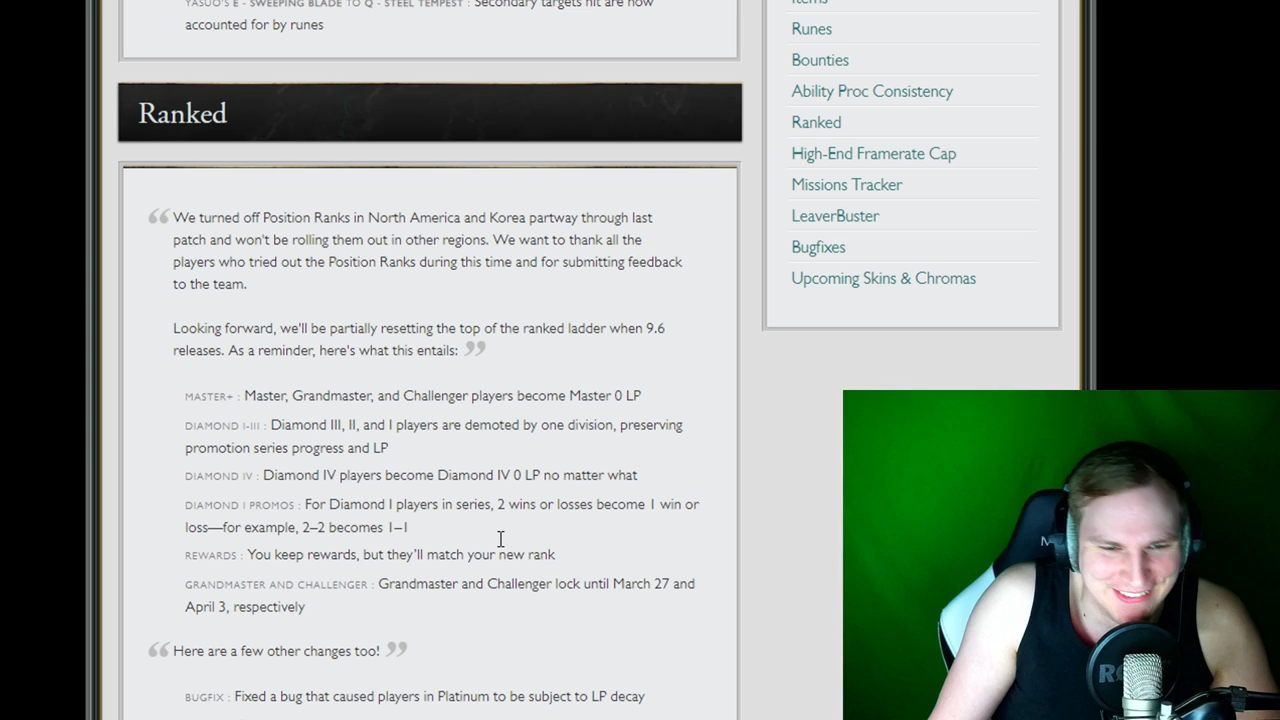 YASUO'S E - SWEEPING BLADE TO Q - STEEL TEMPEST : Secondary targets hit are now
accounted for by runes
Ranked
“ We turned off Position Ranks in North America and Korea partway through last
patch and won't be rolling them out in other regions. We want to thank all the
players who tried out the Position Ranks during this time and for submitting feedback
to the team.
Looking forward, we'll be partially resetting the top of the ranked ladder when 9.6
releases. As a reminder, here's what this entails: ”
MASTER+ : Master, Grandmaster, and Challenger players become Master 0 LP
DIAMOND I-III : Diamond III, II, and I players are demoted by one division, preserving
promotion series progress and LP
DIAMOND IV : Diamond IV players become Diamond IV 0 LP no matter what
DIAMOND I PROMOS : For Diamond I players in series, 2 wins or losses become 1 win or
loss—for example, 2–2 becomes 1–1
REWARDS : You keep rewards, but they'll match your new rank
GRANDMASTER AND CHALLENGER : Grandmaster and Challenger lock until March 27 and
April 3, respectively
“ Here are a few other changes too! ”
BUGFIX : Fixed a bug that caused players in Platinum to be subject to LP decay
Items
Runes
Bounties
Ability Proc Consistency
Ranked
High-End Framerate Cap
Missions Tracker
LeaverBuster
Bugfixes
Upcoming Skins & Chromas